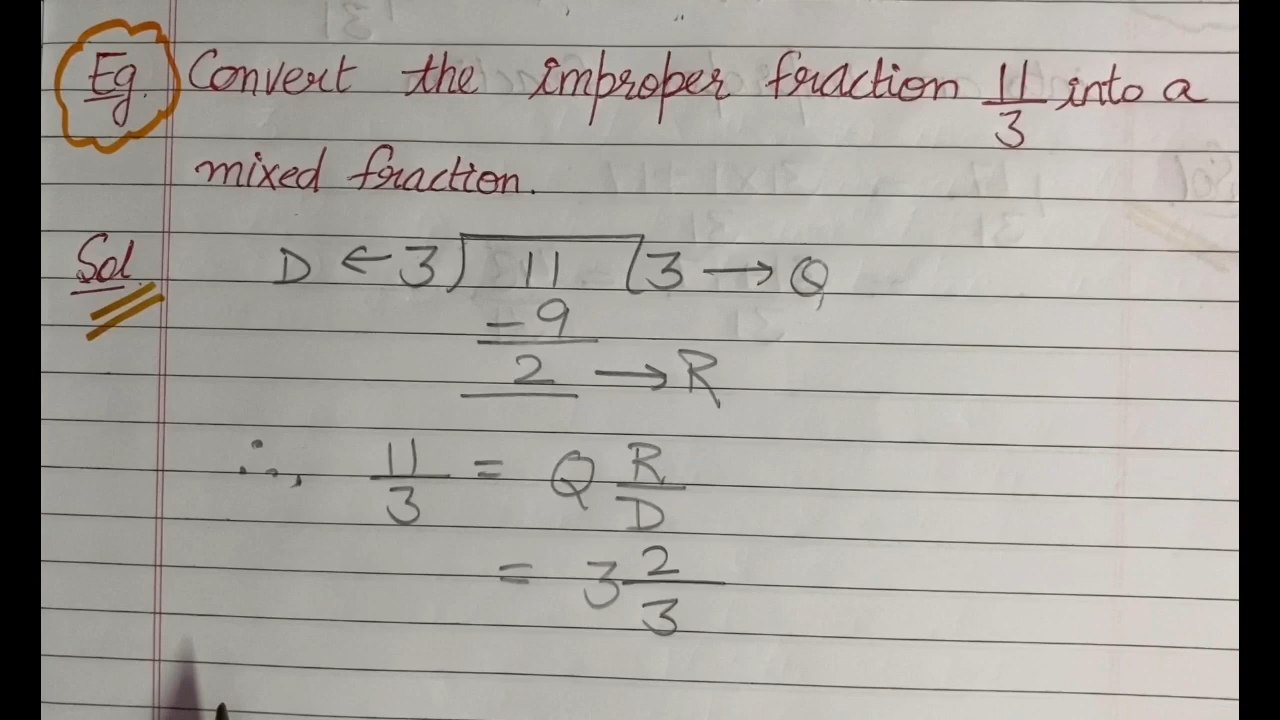 Eg. Convert the improper fraction 11/3 into a
mixed fraction.
Sol. D ← 3) 11 (3 → Q
- 9
2 → R
∴, 11/3 = Q R/D
= 3 2/3